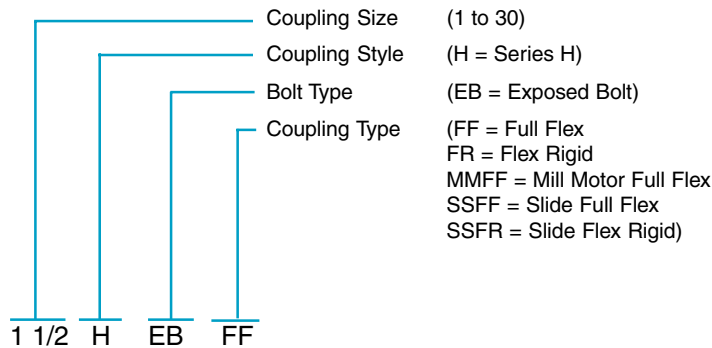 Coupling Size (1 to 30)
Coupling Style (H = Series H)
Bolt Type (EB = Exposed Bolt)
Coupling Type (FF = Full Flex
FR = Flex Rigid
MMFF = Mill Motor Full Flex
SSFF = Slide Full Flex
SSFR = Slide Flex Rigid)
1 1/2 H EB FF